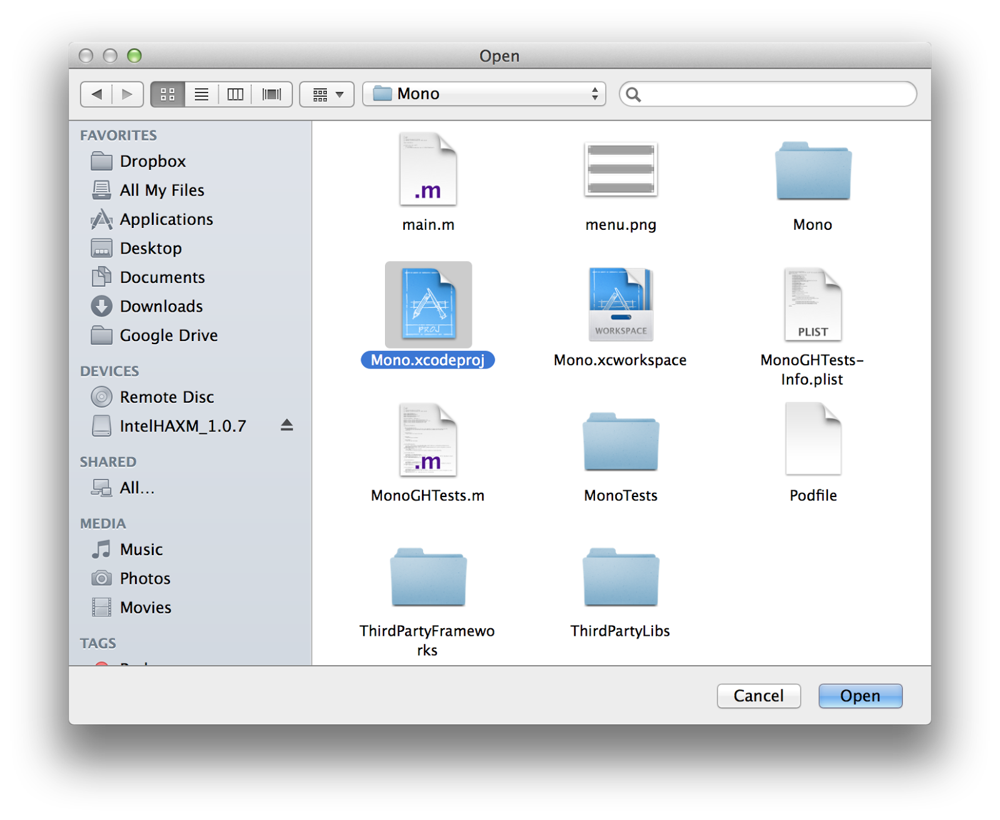 Open
Mono
FAVORITES
Dropbox
All My Files
Applications
Desktop
Documents
Downloads
Google Drive
DEVICES
Remote Disc
IntelHAXM_1.0.7
SHARED
All...
MEDIA
Music
Photos
Movies
TAGS
.m
main.m
menu.png
Mono
PROJ
Mono.xcodeproj
WORKSPACE
Mono.xcworkspace
PLIST
MonoGHTests-
Info.plist
.m
MonoGHTests.m
MonoTests
Podfile
ThirdPartyFramewo
rks
ThirdPartyLibs
Cancel
Open